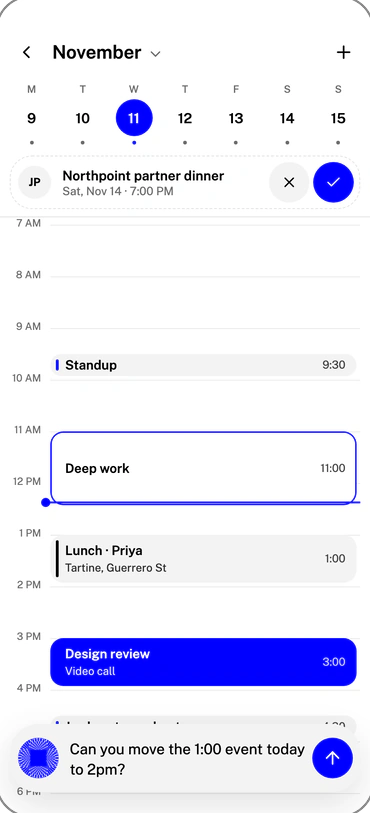 November
M T W T F S S
9 10 11 12 13 14 15
JP
Northpoint partner dinner
Sat, Nov 14 · 7:00 PM
7 AM
8 AM
9 AM
Standup 9:30
10 AM
11 AM
Deep work 11:00
12 PM
1 PM
Lunch · Priya 1:00
Tartine, Guerrero St
2 PM
3 PM
Design review 3:00
Video call
4 PM
Can you move the 1:00 event today
to 2pm?
6 PM